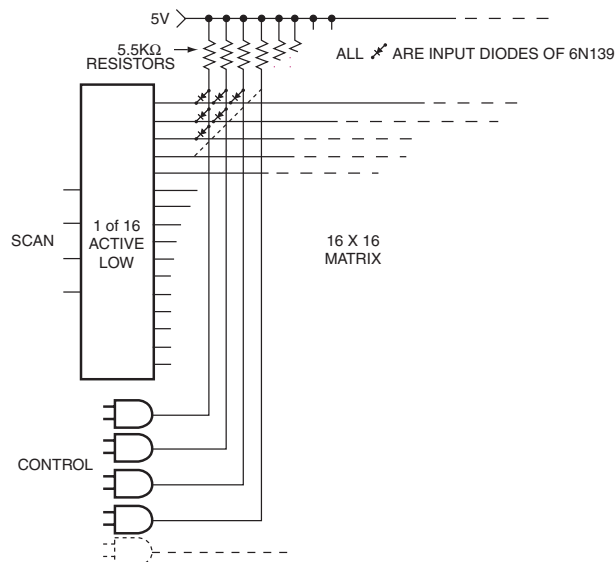 5V
5.5KΩ
RESISTORS
ALL ARE INPUT DIODES OF 6N139
1 of 16
ACTIVE
LOW
SCAN
16 X 16
MATRIX
CONTROL